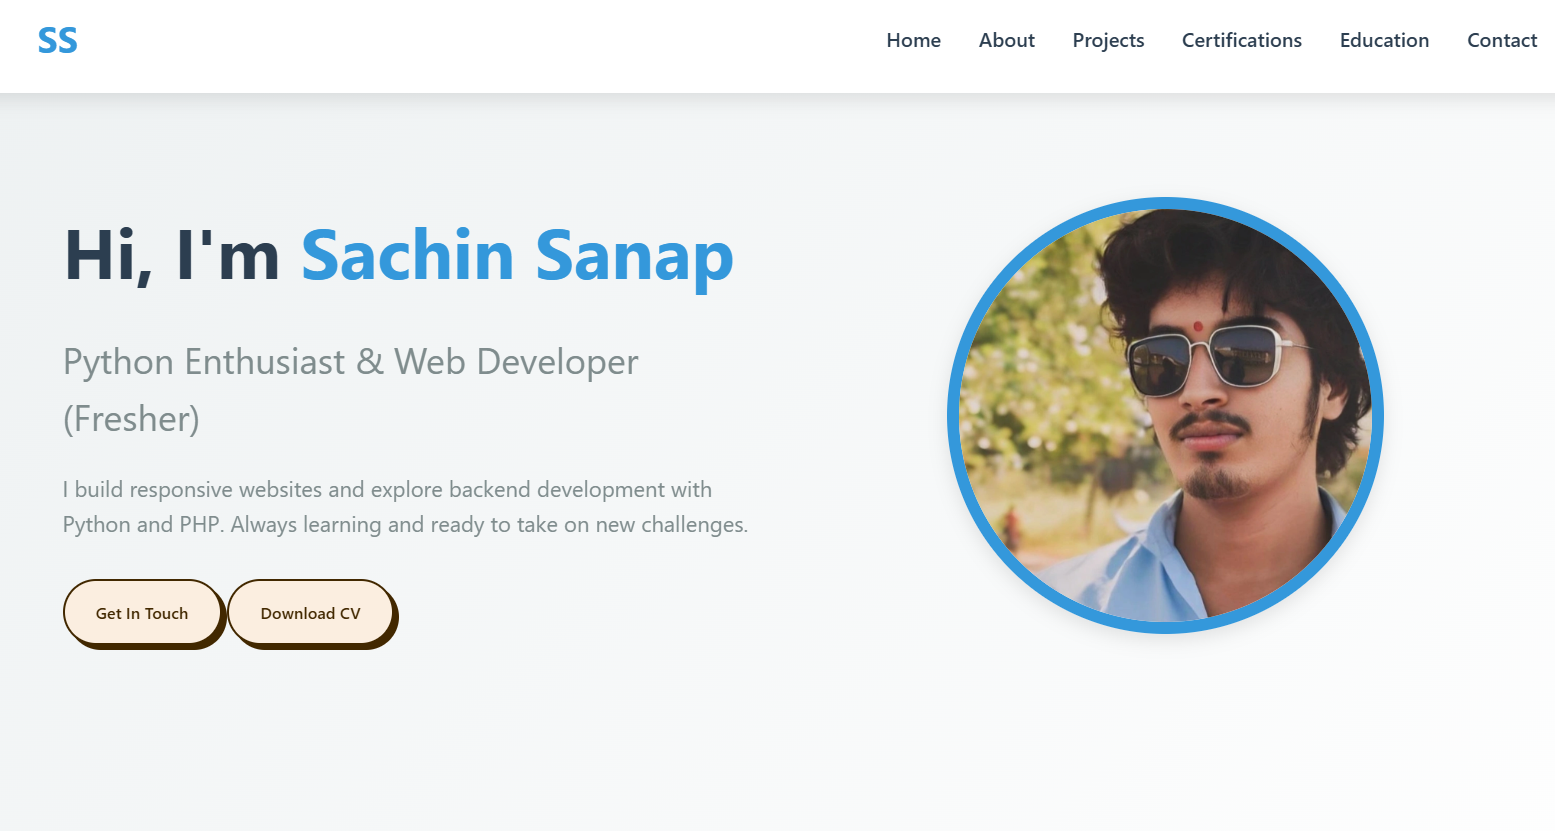 SS
Home About Projects Certifications Education Contact
Hi, I'm Sachin Sanap
Python Enthusiast & Web Developer
(Fresher)
I build responsive websites and explore backend development with
Python and PHP. Always learning and ready to take on new challenges.
Get In Touch Download CV